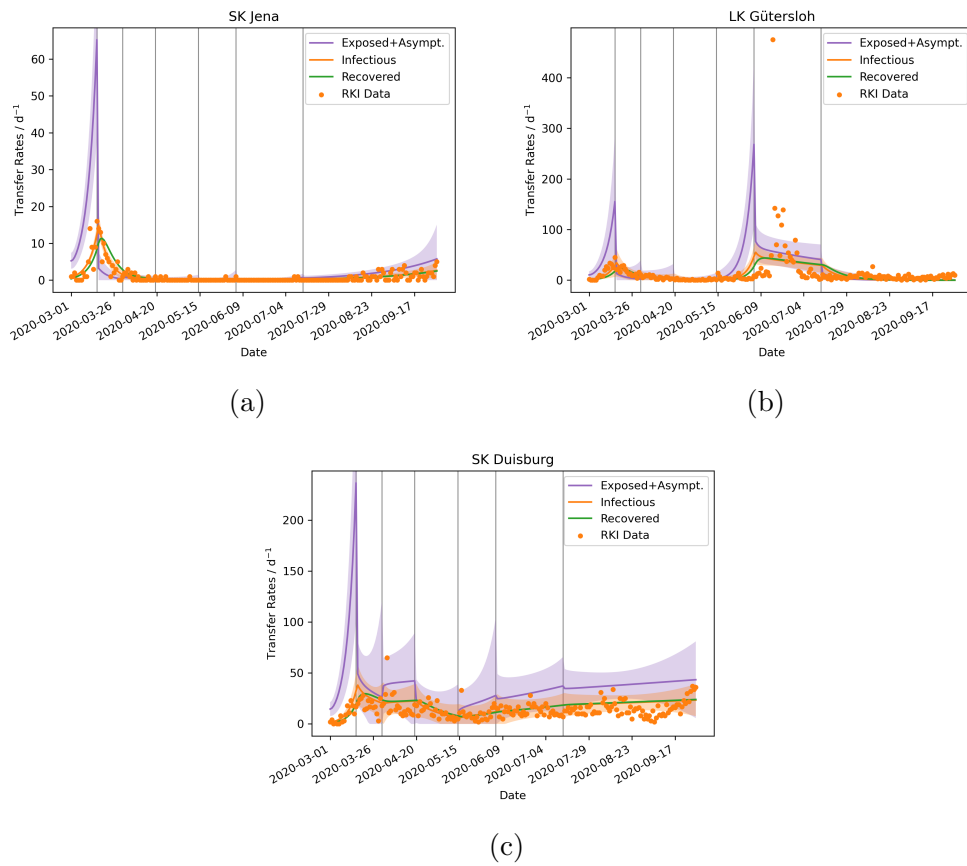 SK Jena
Transfer Rates / d⁻¹
60
50
40
30
20
10
0
Exposed+Asympt.
Infectious
Recovered
RKI Data
2020-03-01
2020-03-26
2020-04-20
2020-05-15
2020-06-09
2020-07-04
2020-07-29
2020-08-23
2020-09-17
Date
(a)
LK Gütersloh
Transfer Rates / d⁻¹
400
300
200
100
0
Exposed+Asympt.
Infectious
Recovered
RKI Data
2020-03-01
2020-03-26
2020-04-20
2020-05-15
2020-06-09
2020-07-04
2020-07-29
2020-08-23
2020-09-17
Date
(b)
SK Duisburg
Transfer Rates / d⁻¹
200
150
100
50
0
Exposed+Asympt.
Infectious
Recovered
RKI Data
2020-03-01
2020-03-26
2020-04-20
2020-05-15
2020-06-09
2020-07-04
2020-07-29
2020-08-23
2020-09-17
Date
(c)